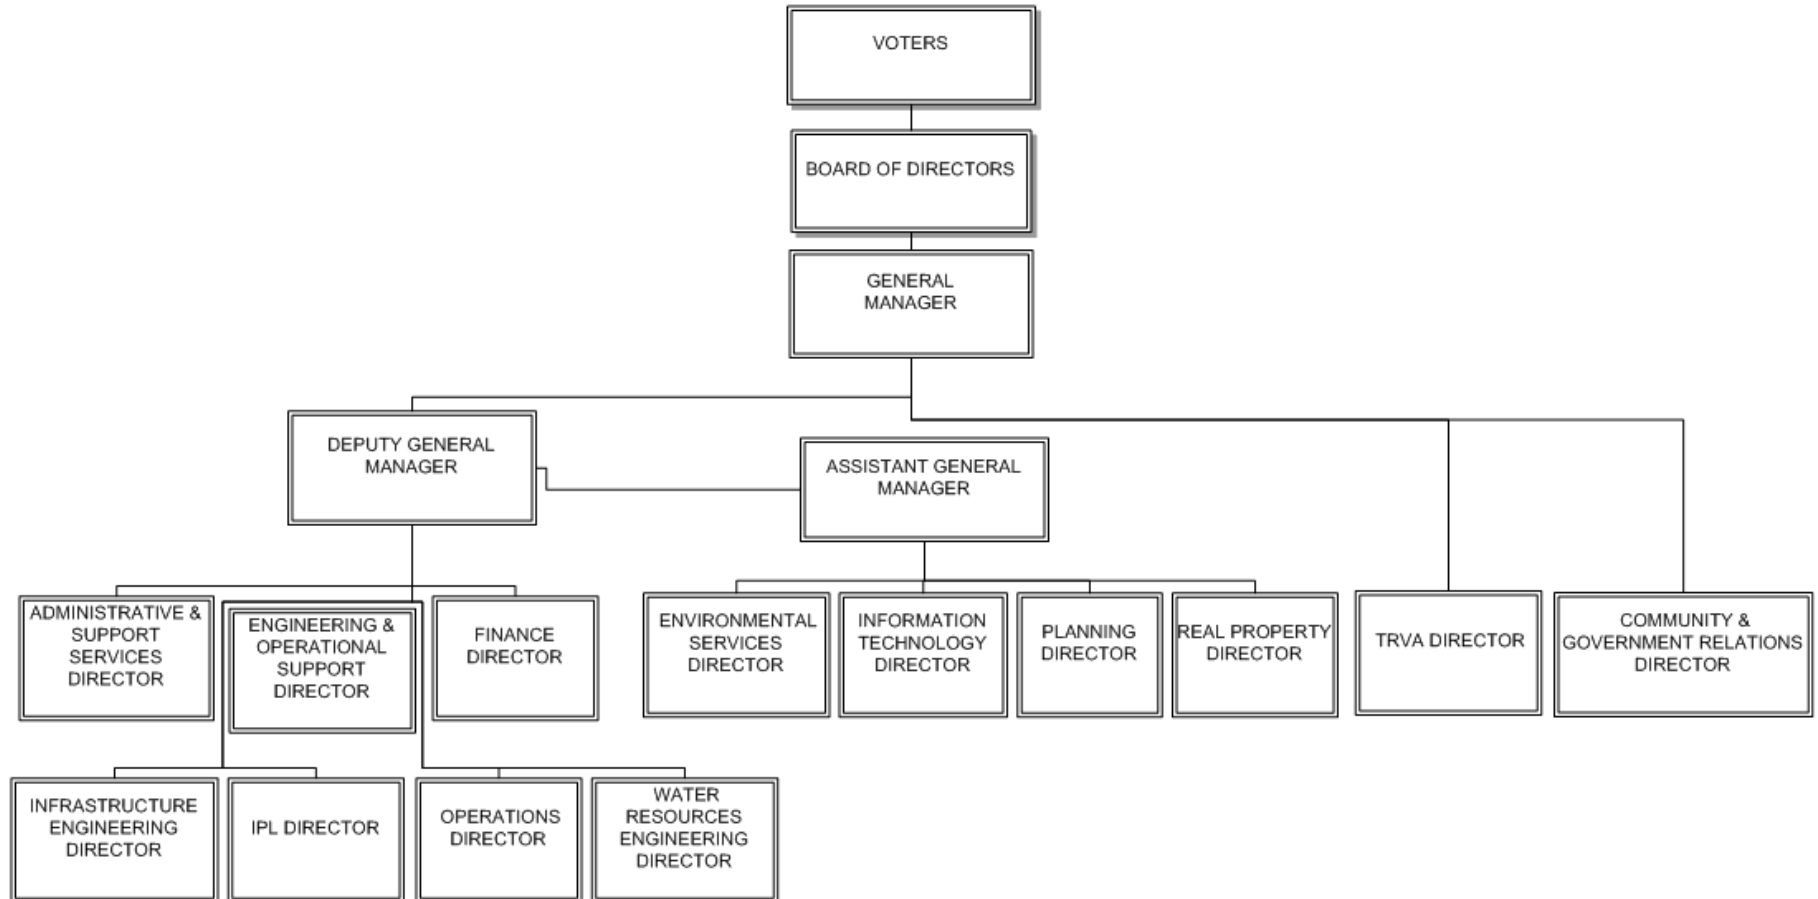 VOTERS
BOARD OF DIRECTORS
GENERAL
MANAGER
DEPUTY GENERAL
MANAGER
ASSISTANT GENERAL
MANAGER
ADMINISTRATIVE &
SUPPORT
SERVICES
DIRECTOR
ENGINEERING &
OPERATIONAL
SUPPORT
DIRECTOR
FINANCE
DIRECTOR
ENVIRONMENTAL
SERVICES
DIRECTOR
INFORMATION
TECHNOLOGY
DIRECTOR
PLANNING
DIRECTOR
REAL PROPERTY
DIRECTOR
TRVA DIRECTOR
COMMUNITY &
GOVERNMENT RELATIONS
DIRECTOR
INFRASTRUCTURE
ENGINEERING
DIRECTOR
IPL DIRECTOR
OPERATIONS
DIRECTOR
WATER
RESOURCES
ENGINEERING
DIRECTOR